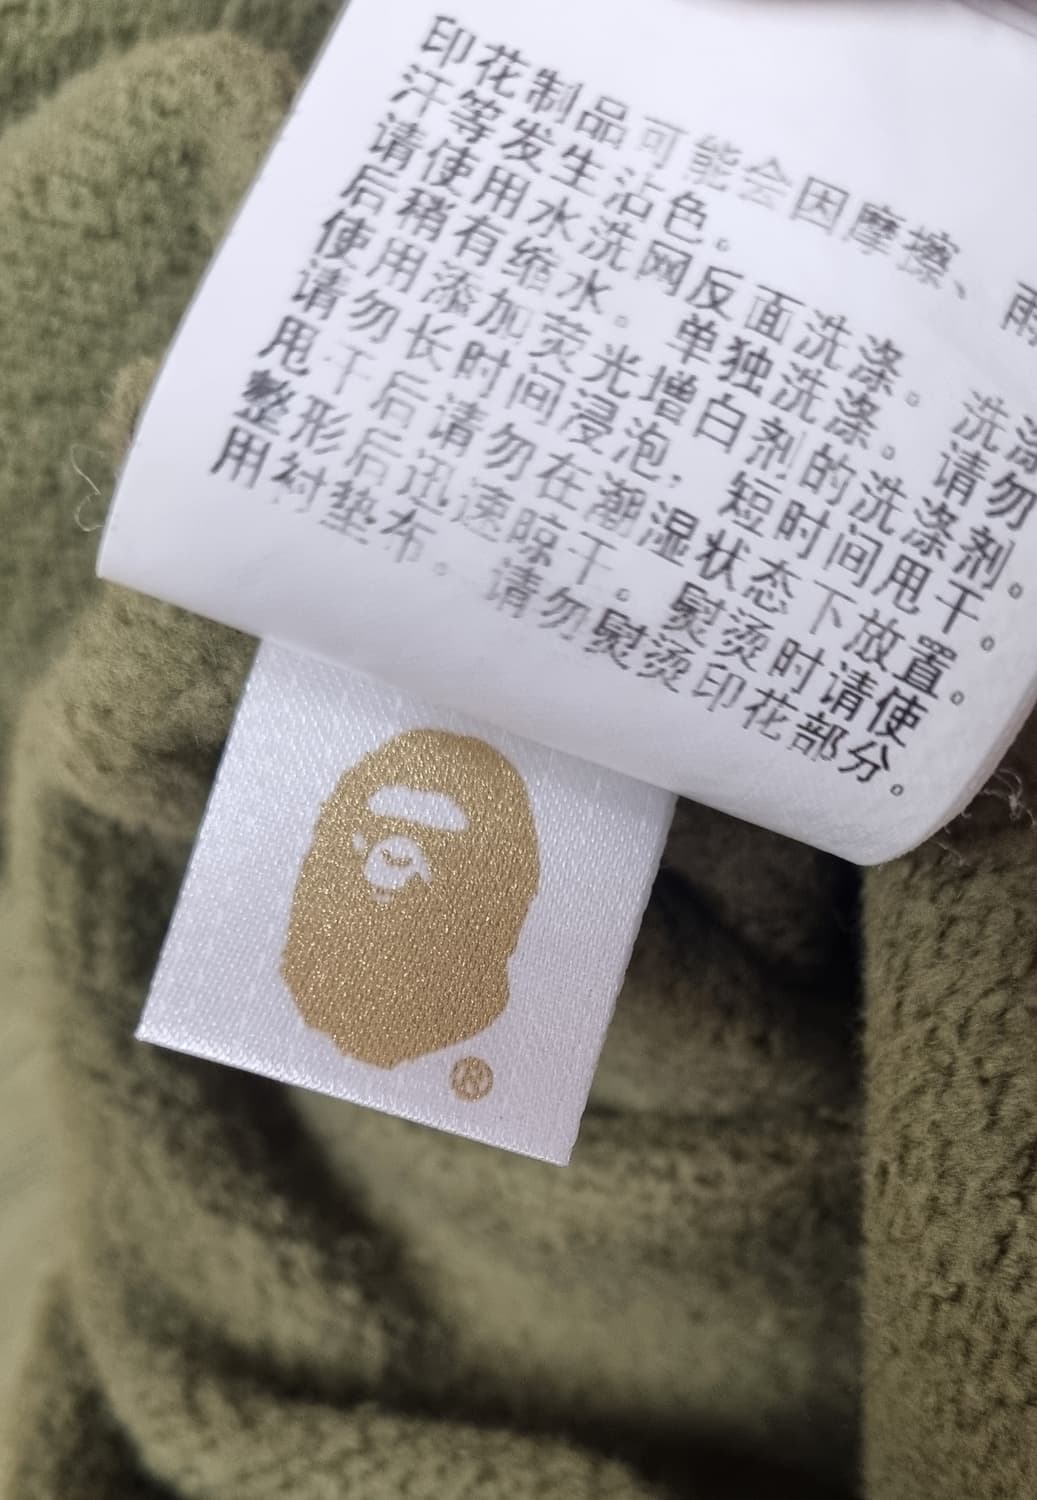 印花制品可能会因摩擦、雨
汗等发生沾色。
请使用水洗网反面洗涤。洗涤
后稍有缩水。单独洗涤。请勿
使用添加荧光增白剂的洗涤剂。
请勿长时间浸泡，短时间甩干。
甩干后请勿在潮湿状态下放置。
整形后迅速晾干。熨烫时请使
用衬垫布。请勿熨烫印花部分。
®